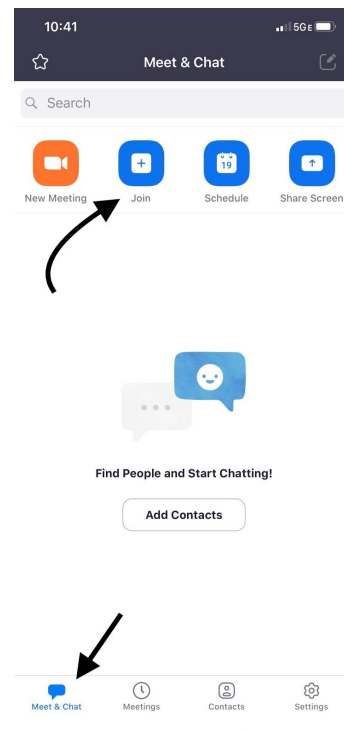 10:41
5GE
Meet & Chat
Search
19
New Meeting
Join
Schedule
Share Screen
Find People and Start Chatting!
Add Contacts
Meet & Chat
Meetings
Contacts
Settings